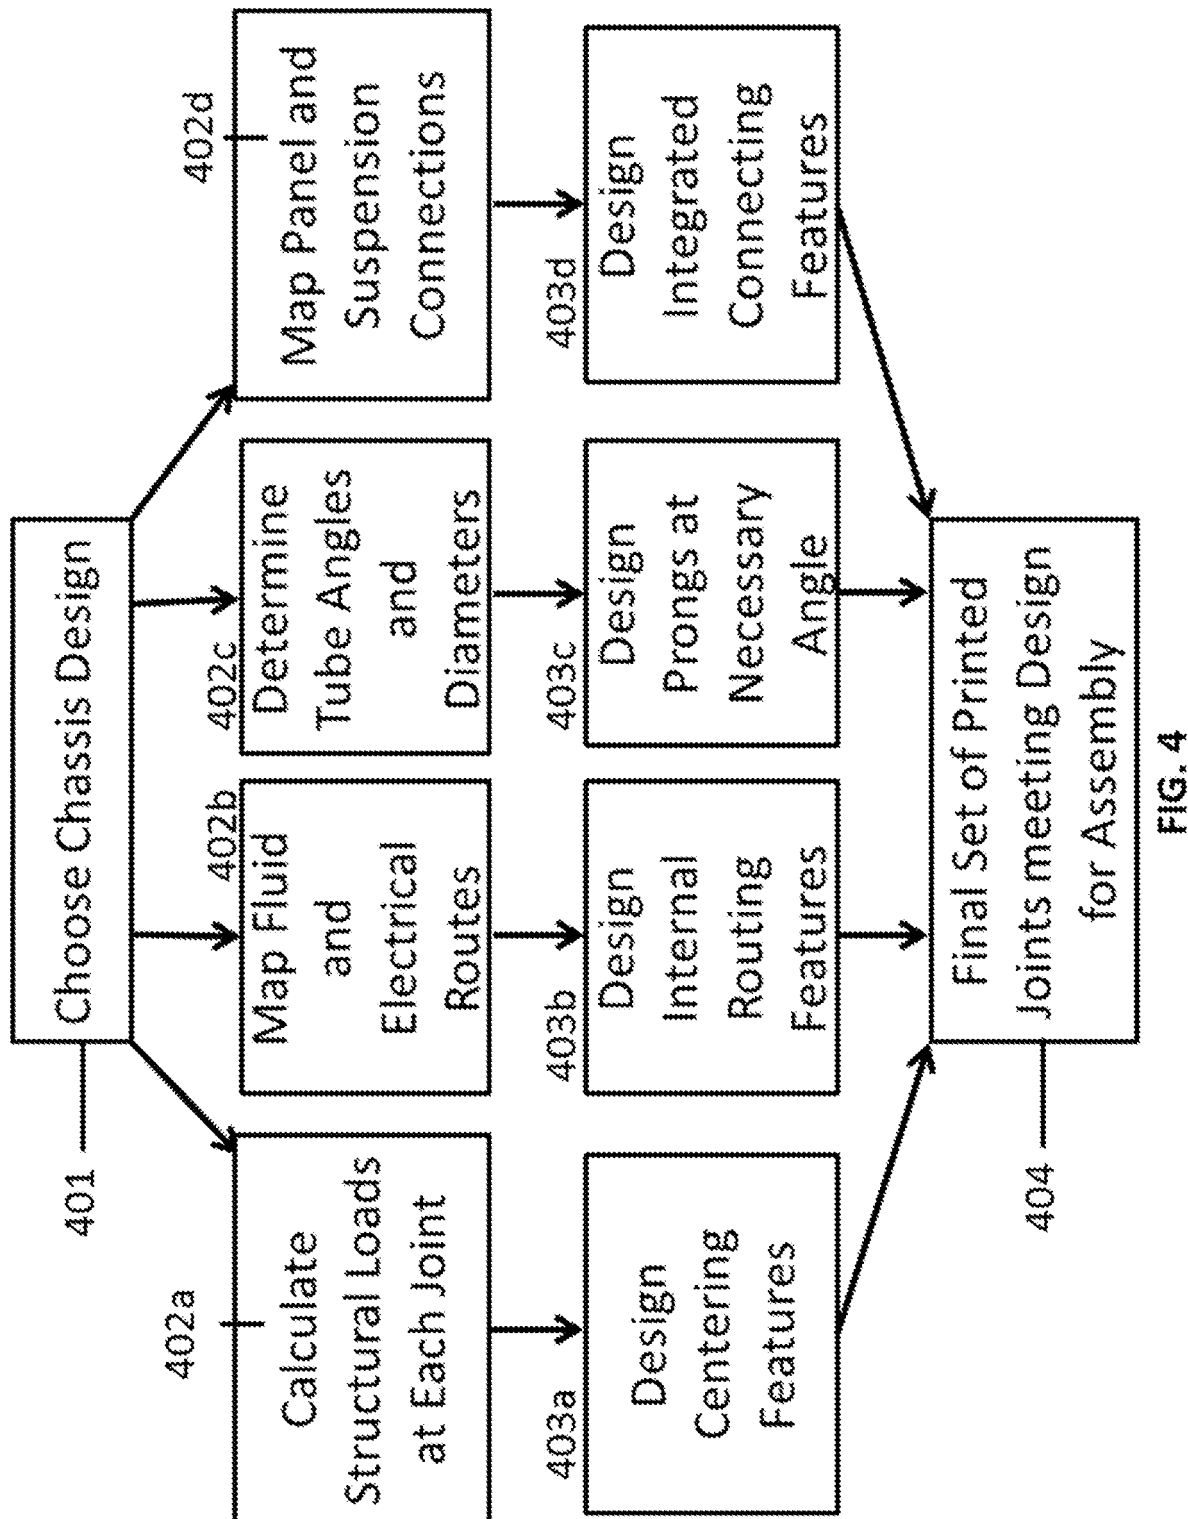 401
Choose Chassis Design
402a
Calculate
Structural Loads
at Each Joint
402b
Map Fluid
and
Electrical
Routes
402c
Determine
Tube Angles
and
Diameters
402d
Map Panel and
Suspension
Connections
403a
Design
Centering
Features
403b
Design
Internal
Routing
Features
403c
Design
Prongs at
Necessary
Angle
403d
Design
Integrated
Connecting
Features
404
Final Set of Printed
Joints meeting Design
for Assembly
FIG. 4